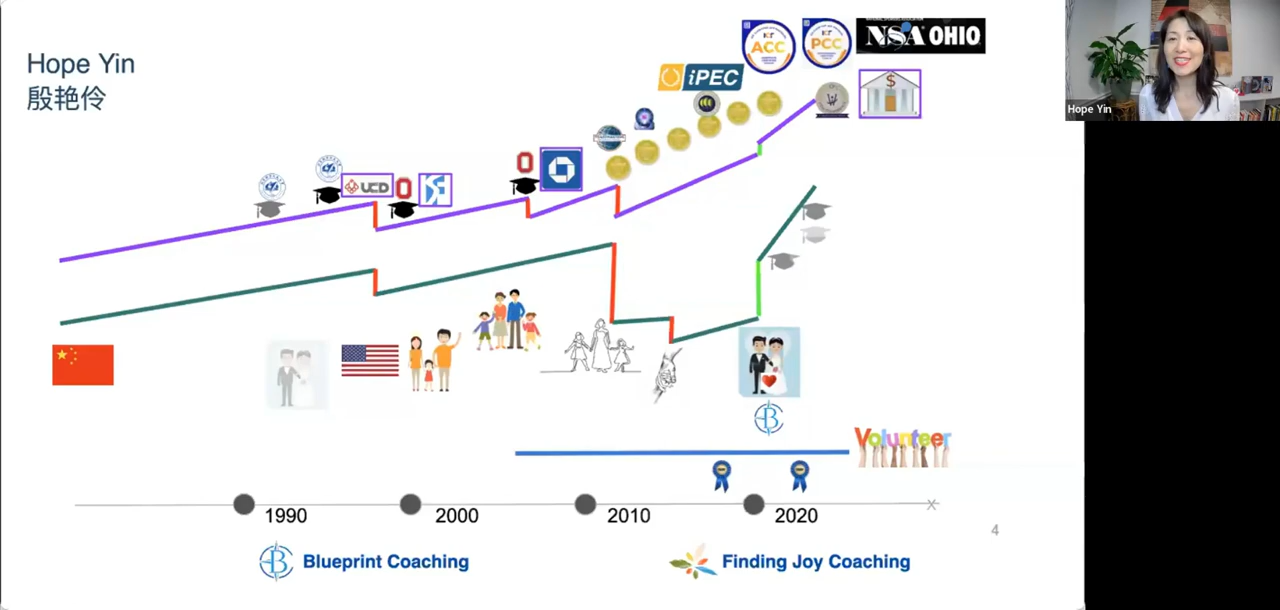 Hope Yin
殷艳伶
ACC
PCC
NSA OHIO
iPEC
UCD
$
Volunteer
1990
2000
2010
2020
X
4
Blueprint Coaching
Finding Joy Coaching
Hope Yin